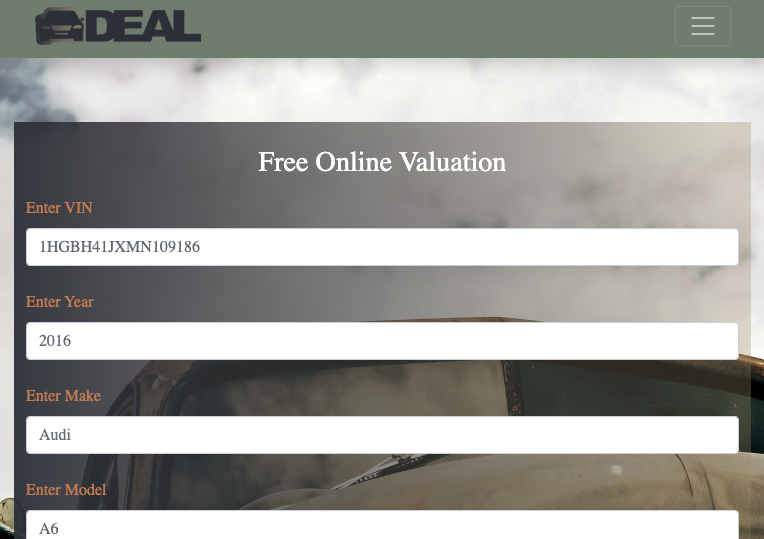 DEAL
Free Online Valuation
Enter VIN
1HGBH41JXMN109186
Enter Year
2016
Enter Make
Audi
Enter Model
A6